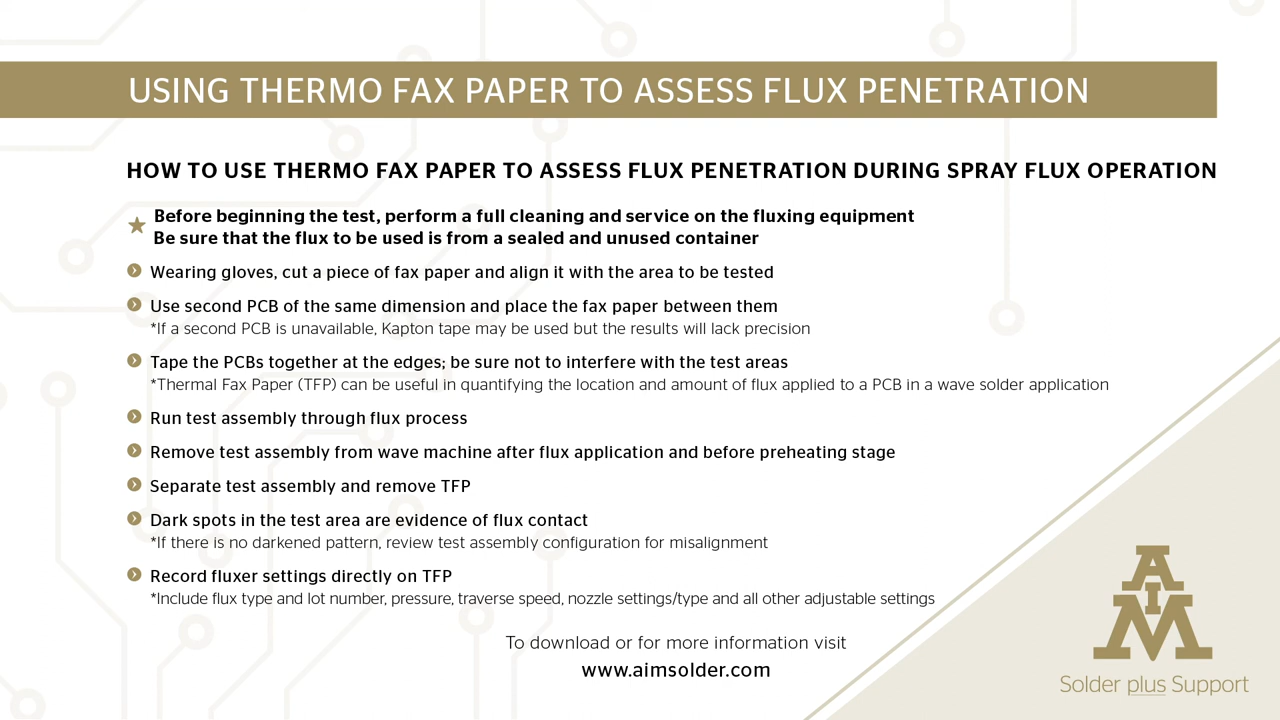 USING THERMO FAX PAPER TO ASSESS FLUX PENETRATION
HOW TO USE THERMO FAX PAPER TO ASSESS FLUX PENETRATION DURING SPRAY FLUX OPERATION
Before beginning the test, perform a full cleaning and service on the fluxing equipment
Be sure that the flux to be used is from a sealed and unused container
Wearing gloves, cut a piece of fax paper and align it with the area to be tested
Use second PCB of the same dimension and place the fax paper between them
*If a second PCB is unavailable, Kapton tape may be used but the results will lack precision
Tape the PCBs together at the edges; be sure not to interfere with the test areas
*Thermal Fax Paper (TFP) can be useful in quantifying the location and amount of flux applied to a PCB in a wave solder application
Run test assembly through flux process
Remove test assembly from wave machine after flux application and before preheating stage
Separate test assembly and remove TFP
Dark spots in the test area are evidence of flux contact
*If there is no darkened pattern, review test assembly configuration for misalignment
Record fluxer settings directly on TFP
*Include flux type and lot number, pressure, traverse speed, nozzle settings/type and all other adjustable settings
To download or for more information visit
www.aimsolder.com
AIM
Solder plus Support